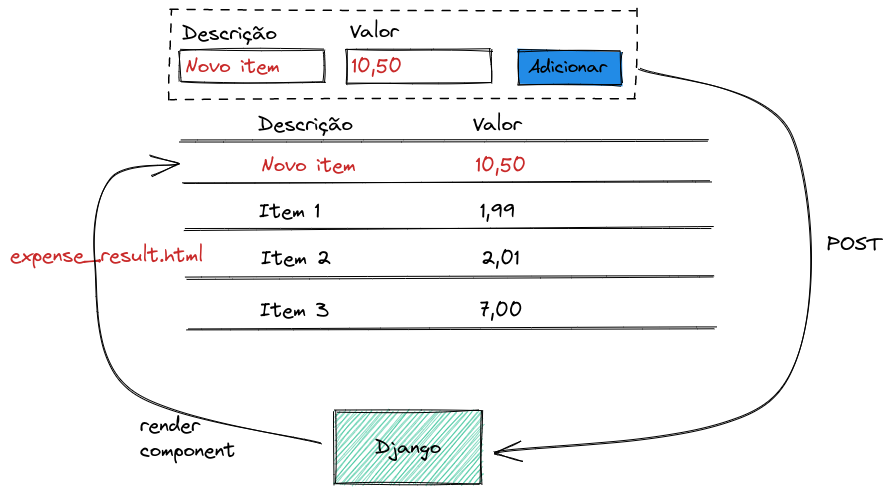 Descrição Valor
Novo item 10,50 Adicionar
Descrição Valor
Novo item 10,50
Item 1 1,99
Item 2 2,01
Item 3 7,00
POST
expense_result.html
render
component
Django